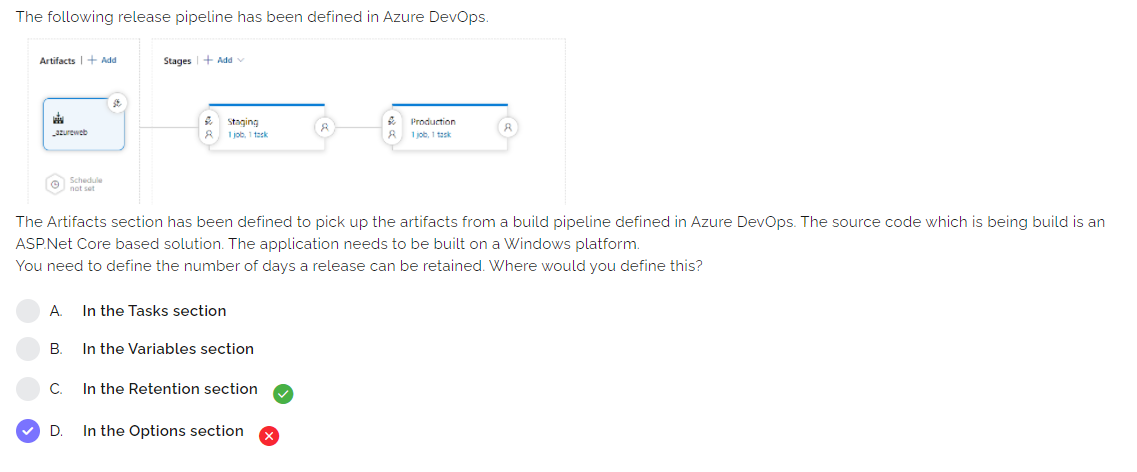 The following release pipeline has been defined in Azure DevOps.
Artifacts | + Add
Stages | + Add
_azureweb
Staging
1 job, 1 task
Production
1 job, 1 task
Schedule
not set
The Artifacts section has been defined to pick up the artifacts from a build pipeline defined in Azure DevOps. The source code which is being build is an
ASP.Net Core based solution. The application needs to be built on a Windows platform.
You need to define the number of days a release can be retained. Where would you define this?
A. In the Tasks section
B. In the Variables section
C. In the Retention section
D. In the Options section